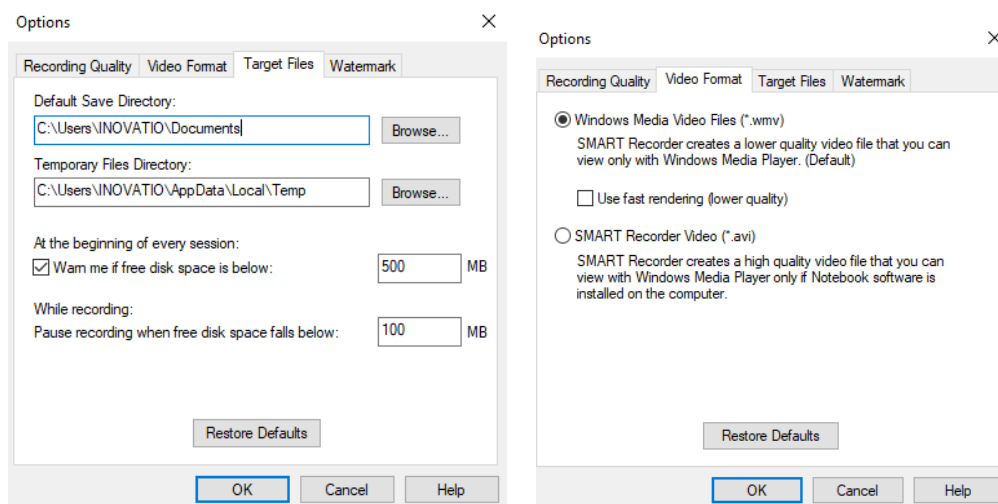 Options
Recording Quality Video Format Target Files Watermark
Default Save Directory:
C:\Users\INOVATIO\Documents Browse...
Temporary Files Directory:
C:\Users\INOVATIO\AppData\Local\Temp Browse...
At the beginning of every session:
Warn me if free disk space is below: 500 MB
While recording:
Pause recording when free disk space falls below: 100 MB
Restore Defaults
OK Cancel Help
Options
Recording Quality Video Format Target Files Watermark
Windows Media Video Files (*.wmv)
SMART Recorder creates a lower quality video file that you can
view only with Windows Media Player. (Default)
Use fast rendering (lower quality)
SMART Recorder Video (*.avi)
SMART Recorder creates a high quality video file that you can
view with Windows Media Player only if Notebook software is
installed on the computer.
Restore Defaults
OK Cancel Help